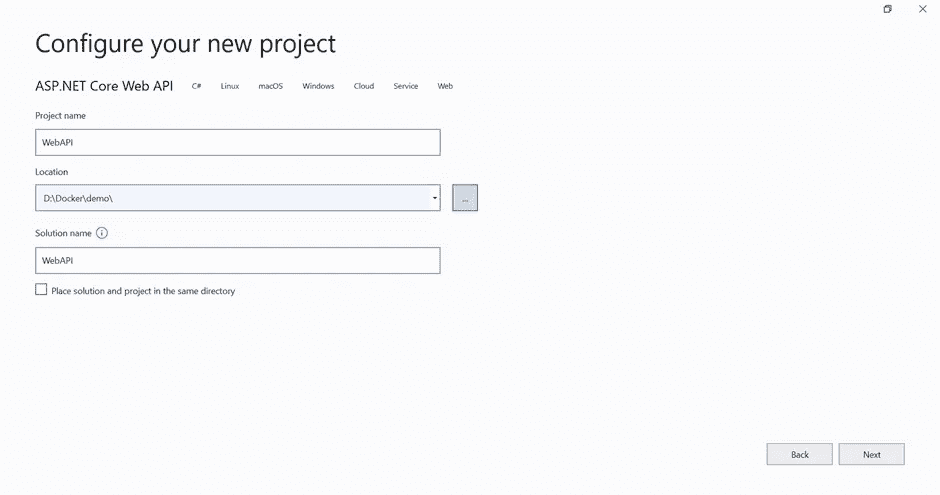 Configure your new project
ASP.NET Core Web API C# Linux macOS Windows Cloud Service Web
Project name
WebAPI
Location
D:\Docker\demo\
...
Solution name
WebAPI
Place solution and project in the same directory
Back Next